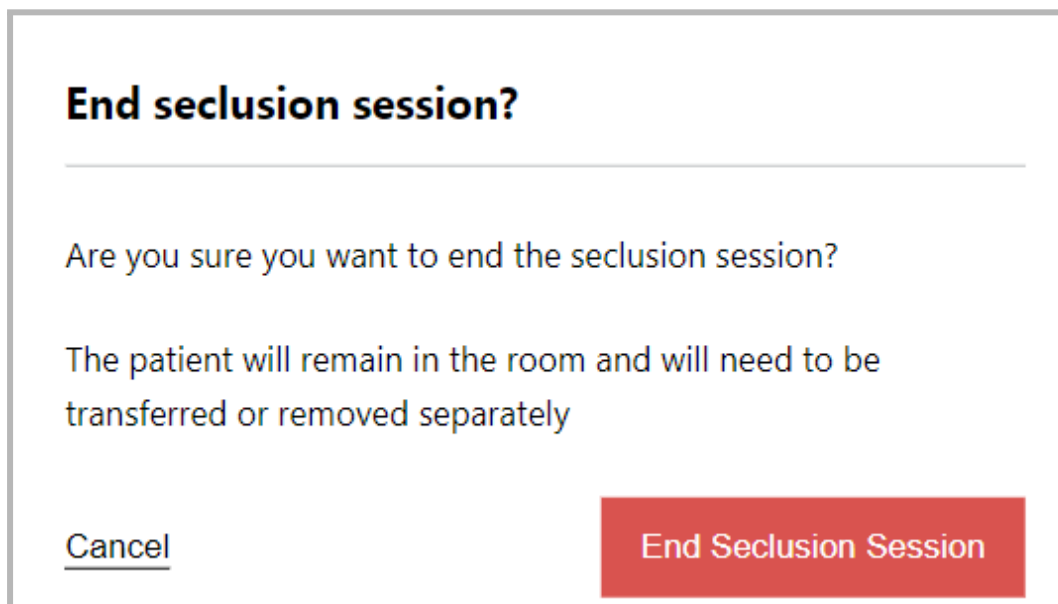 End seclusion session?
Are you sure you want to end the seclusion session?
The patient will remain in the room and will need to be
transferred or removed separately
Cancel
End Seclusion Session